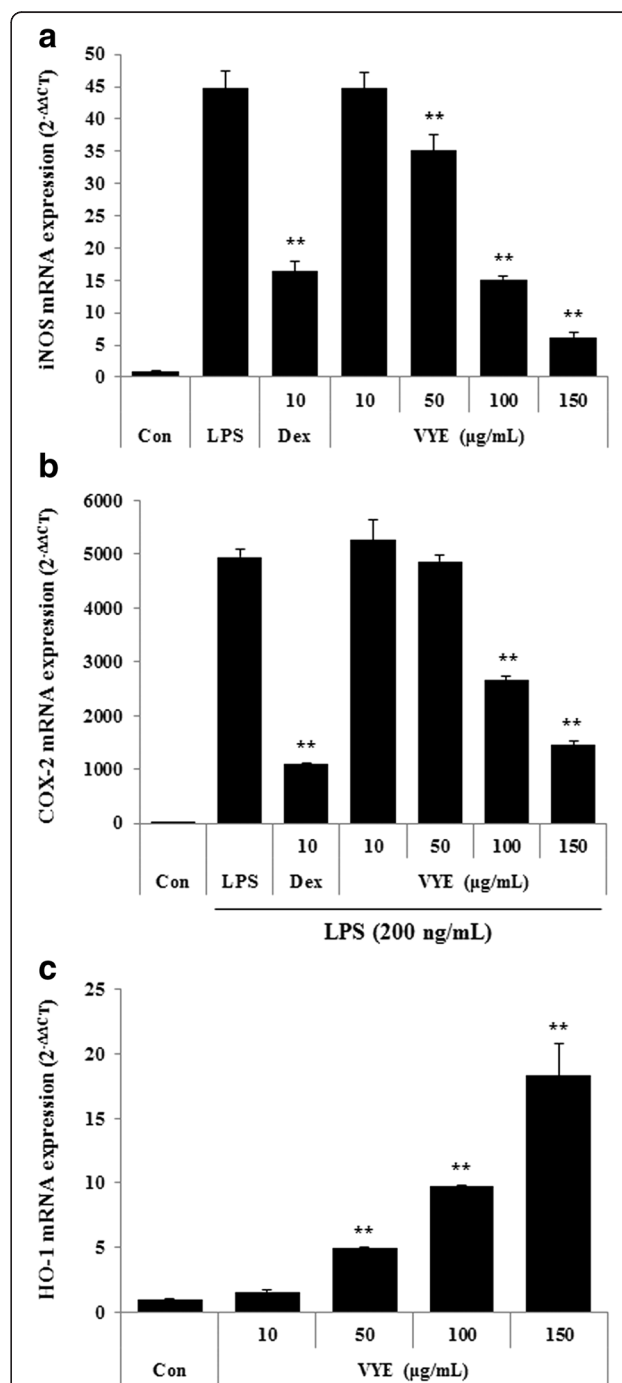 a
iNOS mRNA expression (2-ΔΔCT)
50
45
40
35
30
25
20
15
10
5
0
**
**
**
**
10 10 50 100 150
Con LPS Dex VYE (µg/mL)
b
COX-2 mRNA expression (2-ΔΔCT)
6000
5000
4000
3000
2000
1000
0
**
**
**
10 10 50 100 150
Con LPS Dex VYE (µg/mL)
LPS (200 ng/mL)
c
HO-1 mRNA expression (2-ΔΔCT)
25
20
15
10
5
0
**
**
**
10 50 100 150
Con VYE (µg/mL)